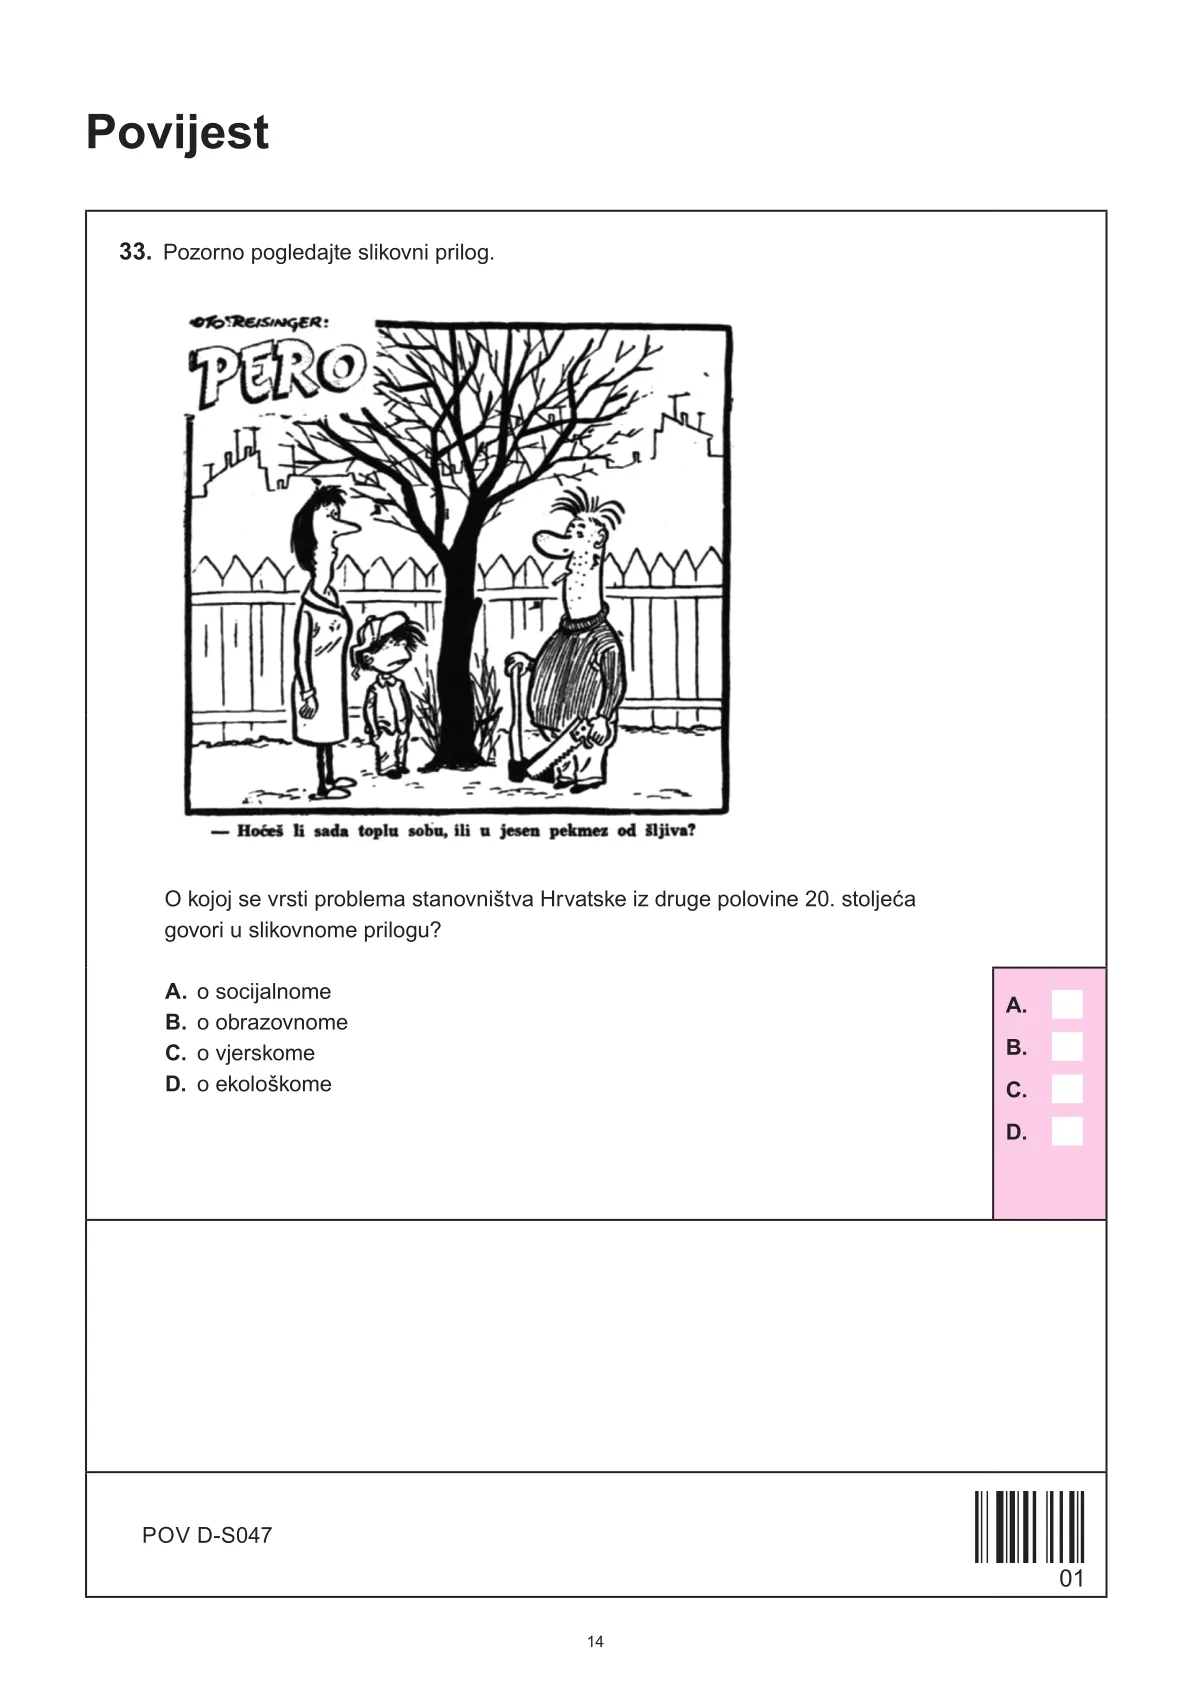 Povijest
33. Pozorno pogledajte slikovni prilog.
OTO REISINGER:
PERO
— Hoćeš li sada toplu sobu, ili u jesen pekmez od šljiva?
O kojoj se vrsti problema stanovništva Hrvatske iz druge polovine 20. stoljeća
govori u slikovnome prilogu?
A. o socijalnome
B. o obrazovnome
C. o vjerskome
D. o ekološkome
A.
B.
C.
D.
POV D-S047
01
14